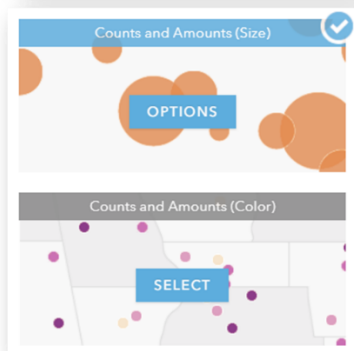 Counts and Amounts (Size)
OPTIONS
Counts and Amounts (Color)
SELECT